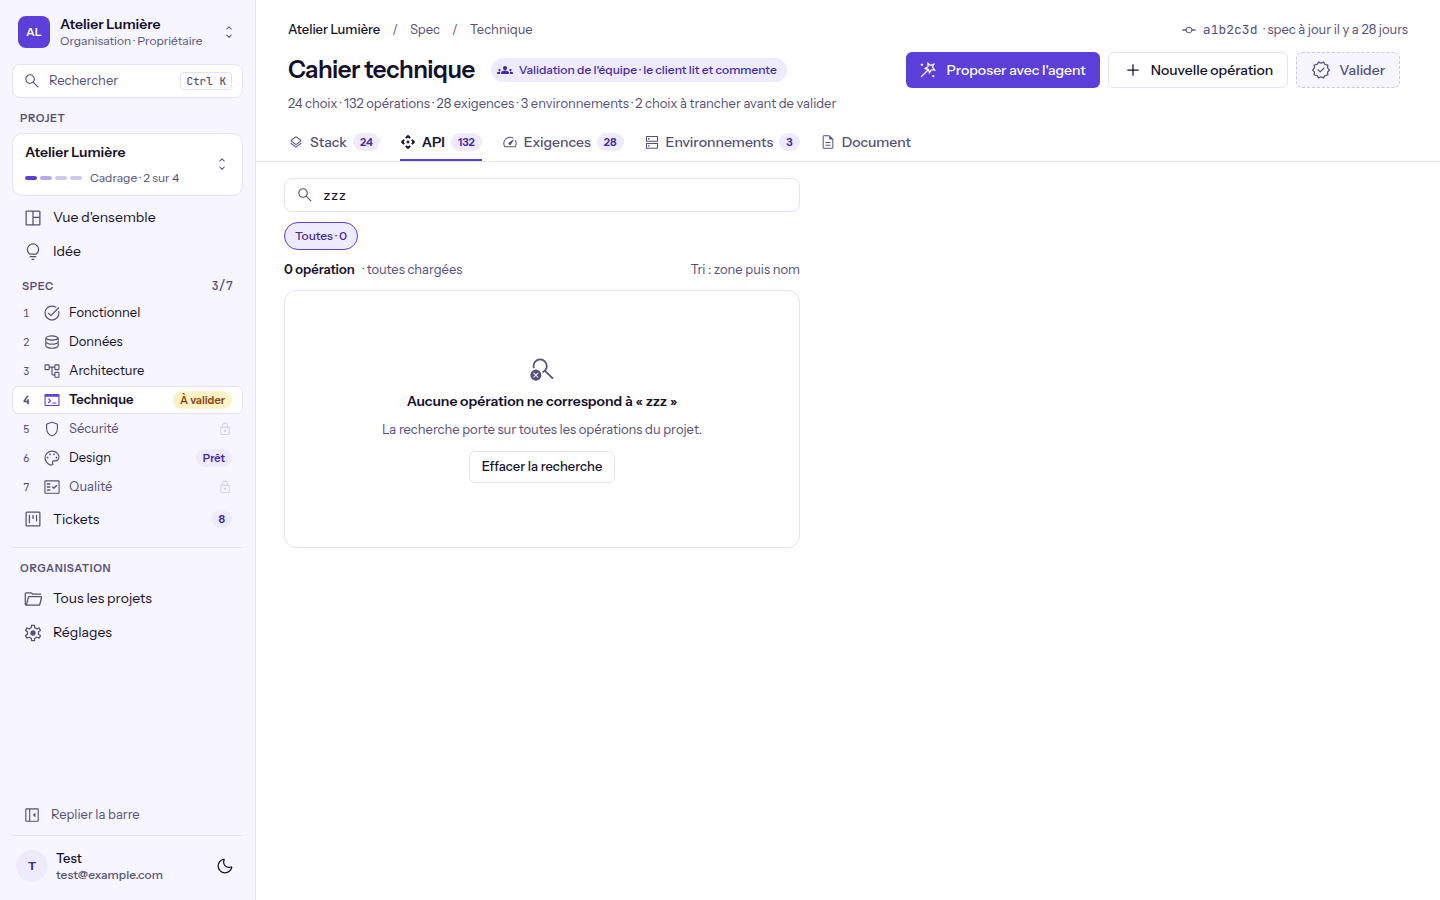 AL
Atelier Lumière
Organisation · Propriétaire
Rechercher
Ctrl K
PROJET
Atelier Lumière
Cadrage · 2 sur 4
Vue d'ensemble
Idée
SPEC 3/7
1 Fonctionnel
2 Données
3 Architecture
4 Technique À valider
5 Sécurité
6 Design Prêt
7 Qualité
Tickets 8
ORGANISATION
Tous les projets
Réglages
Replier la barre
T
Test
test@example.com
Atelier Lumière / Spec / Technique
a1b2c3d · spec à jour il y a 28 jours
Cahier technique
Validation de l'équipe · le client lit et commente
Proposer avec l'agent
Nouvelle opération
Valider
24 choix · 132 opérations · 28 exigences · 3 environnements · 2 choix à trancher avant de valider
Stack 24 API 132 Exigences 28 Environnements 3 Document
zzz
Toutes · 0
0 opération · toutes chargées
Tri : zone puis nom
Aucune opération ne correspond à « zzz »
La recherche porte sur toutes les opérations du projet.
Effacer la recherche